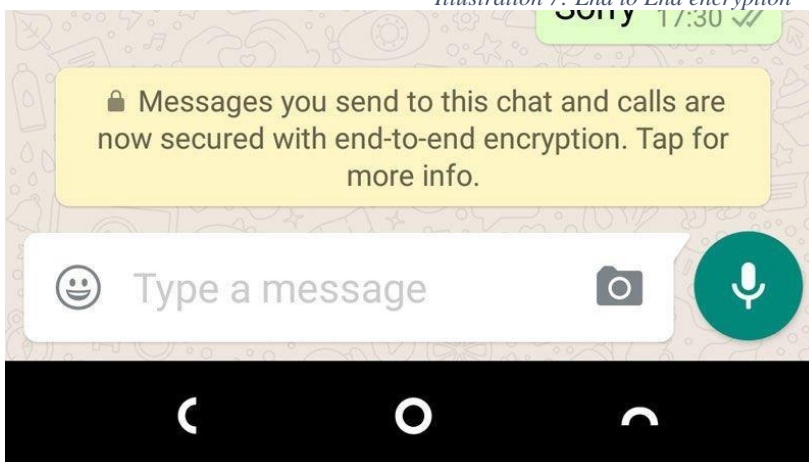 Illustration 7: End to End encryption
Sorry 17:30
Messages you send to this chat and calls are
now secured with end-to-end encryption. Tap for
more info.
Type a message